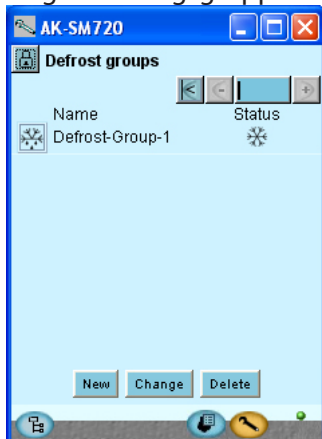 AK-SM720
Defrost groups
Name Status
Defrost-Group-1
New Change Delete